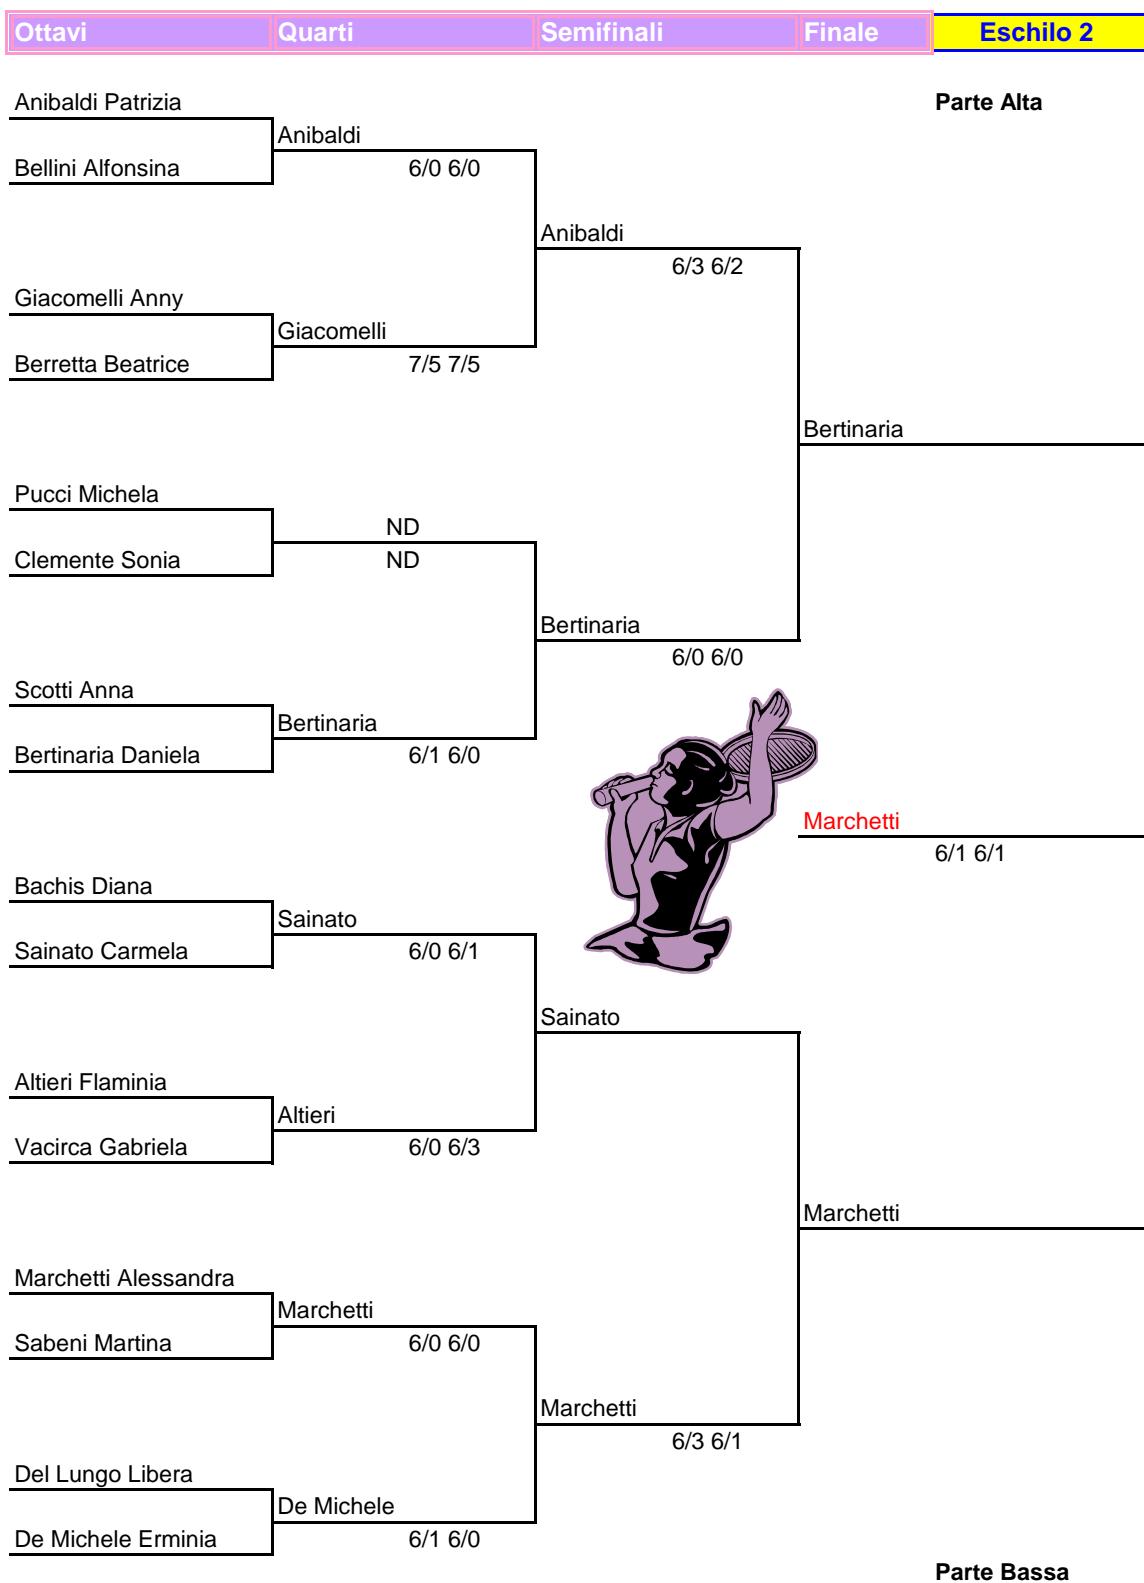 Ottavi Quarti Semifinali Finale Eschilo 2
Anibaldi Patrizia Parte Alta
Anibaldi
Bellini Alfonsina 6/0 6/0
Anibaldi
6/3 6/2
Giacomelli Anny
Giacomelli
Berretta Beatrice 7/5 7/5
Bertinaria
Pucci Michela
ND
Clemente Sonia ND
Bertinaria
6/0 6/0
Scotti Anna
Bertinaria
Bertinaria Daniela 6/1 6/0
Marchetti
6/1 6/1
Bachis Diana
Sainato
Sainato Carmela 6/0 6/1
Sainato
Altieri Flaminia
Altieri
Vacirca Gabriela 6/0 6/3
Marchetti
Marchetti Alessandra
Marchetti
Sabeni Martina 6/0 6/0
Marchetti
6/3 6/1
Del Lungo Libera
De Michele
De Michele Erminia 6/1 6/0
Parte Bassa